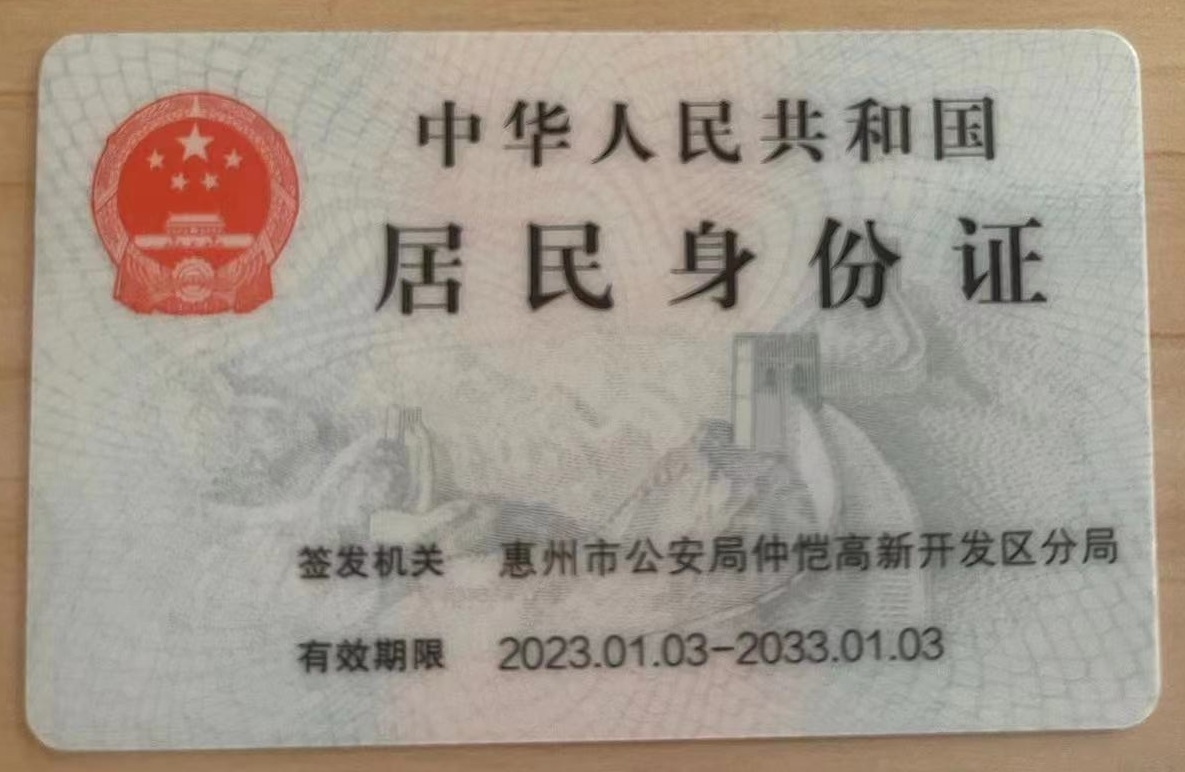 中华人民共和国
居民身份证
签发机关 惠州市公安局仲恺高新开发区分局
有效期限 2023.01.03-2033.01.03